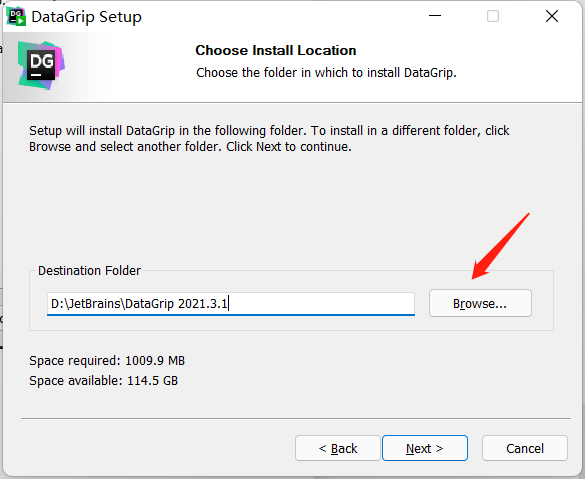 DataGrip Setup
DG
Choose Install Location
Choose the folder in which to install DataGrip.
Setup will install DataGrip in the following folder. To install in a different folder, click
Browse and select another folder. Click Next to continue.
Destination Folder
D:\JetBrains\DataGrip 2021.3.1
Browse...
Space required: 1009.9 MB
Space available: 114.5 GB
< Back
Next >
Cancel